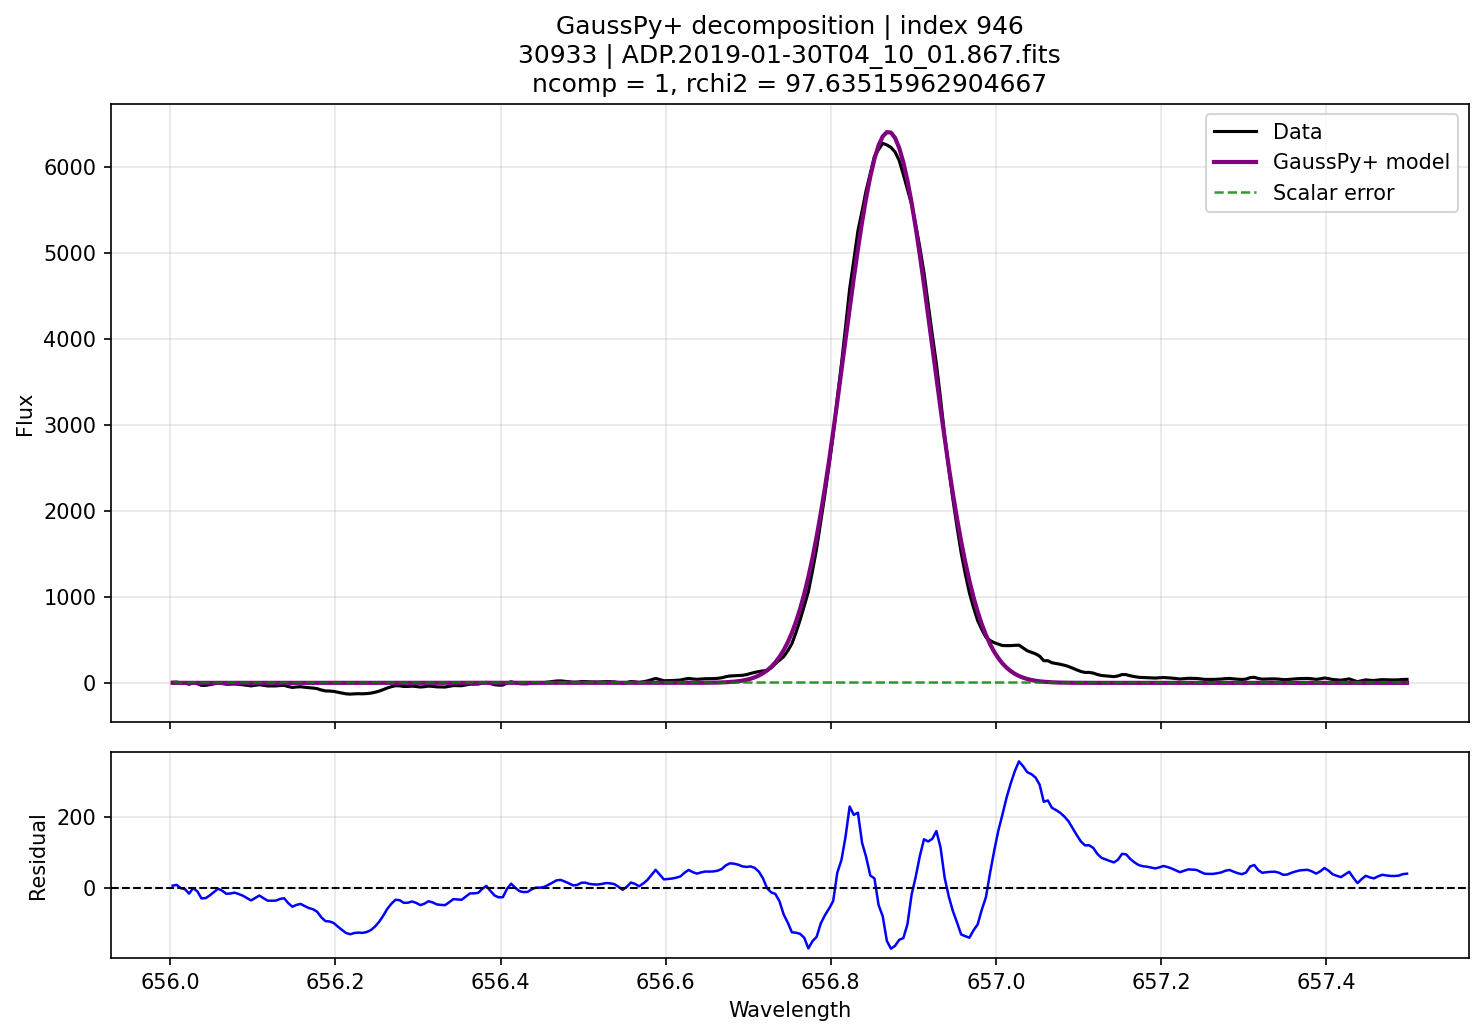 GaussPy+ decomposition | index 946
30933 | ADP.2019-01-30T04_10_01.867.fits
ncomp = 1, rchi2 = 97.63515962904667
Data
GaussPy+ model
Scalar error
Flux
6000
5000
4000
3000
2000
1000
0
Residual
200
0
656.0 656.2 656.4 656.6 656.8 657.0 657.2 657.4
Wavelength